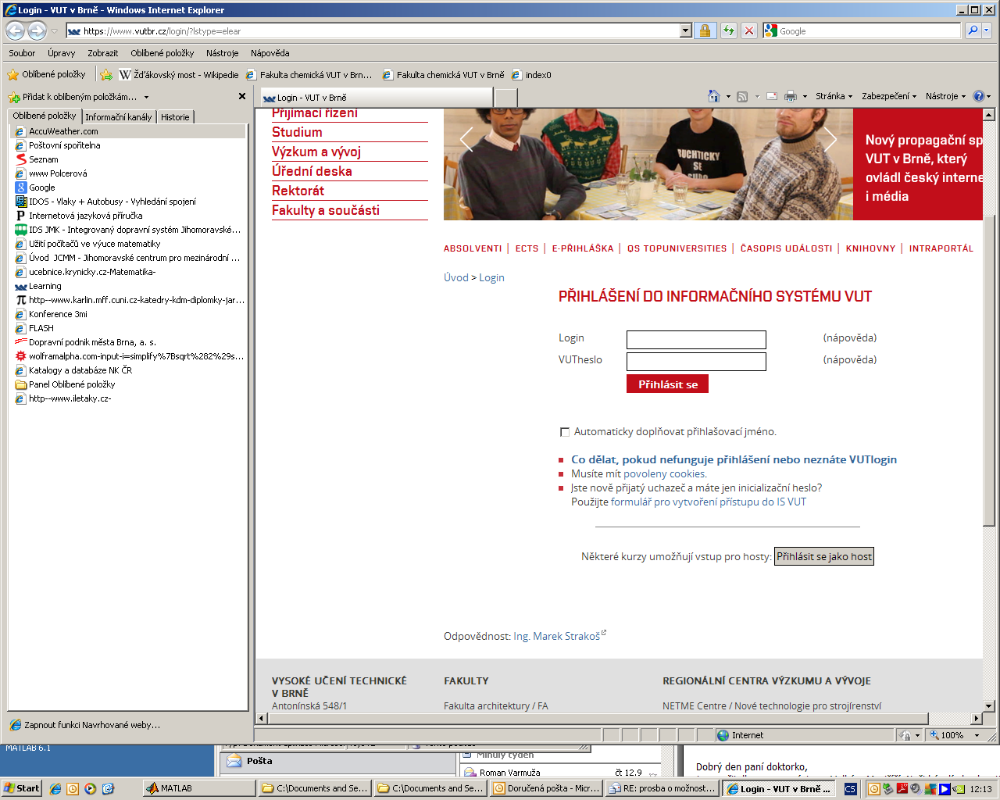 Login - VUT v Brně - Windows Internet Explorer
https://www.vutbr.cz/login/?lstype=elear
Google
Soubor Úpravy Zobrazit Oblíbené položky Nástroje Nápověda
Oblíbené položky Žďákovský most - Wikipedie Fakulta chemická VUT v Brn... Fakulta chemická VUT v Brně index0
Přidat k oblíbeným položkám...
Login - VUT v Brně
Stránka Zabezpečení Nástroje
Oblíbené položky Informační kanály Historie
AccuWeather.com
Poštovní spořitelna
Seznam
www Polcerová
Google
IDOS - Vlaky + Autobusy - Vyhledání spojení
Internetová jazyková příručka
IDS JMK - Integrovaný dopravní systém Jihomoravské...
Užití počítačů ve výuce matematiky
Úvod JCMM - Jihomoravské centrum pro mezinárodní ...
ucebnice.krynicky.cz-Matematika-
Learning
http--www.karlin.mff.cuni.cz-katedry-kdm-diplomky-jar...
Konference 3mi
FLASH
Dopravní podnik města Brna, a. s.
wolframalpha.com-input-i=simplify%7Bsqrt%282%29s...
Katalogy a databáze NK ČR
Panel Oblíbené položky
http--www.iletaky.cz-
Zapnout funkci Navrhované weby...
Přijímací řízení
Studium
Výzkum a vývoj
Úřední deska
Rektorát
Fakulty a součásti
BUCHTICKY
SE
SUDO
Nový propagační sp
VUT v Brně, který
ovládl český interne
i média
ABSOLVENTI | ECTS | E-PŘIHLÁŠKA | QS TOPUNIVERSITIES | ČASOPIS UDÁLOSTI | KNIHOVNY | INTRAPORTÁL
Úvod > Login
PŘIHLÁŠENÍ DO INFORMAČNÍHO SYSTÉMU VUT
Login (nápověda)
VUTheslo (nápověda)
Přihlásit se
Automaticky doplňovat přihlašovací jméno.
Co dělat, pokud nefunguje přihlášení nebo neznáte VUTlogin
Musíte mít povoleny cookies.
Jste nově přijatý uchazeč a máte jen inicializační heslo?
Použijte formulář pro vytvoření přístupu do IS VUT
Některé kurzy umožňují vstup pro hosty: Přihlásit se jako host
Odpovědnost: Ing. Marek Strakoš
VYSOKÉ UČENÍ TECHNICKÉ
V BRNĚ
Antonínská 548/1
FAKULTY
Fakulta architektury / FA
REGIONÁLNÍ CENTRA VÝZKUMU A VÝVOJE
NETME Centre / Nové technologie pro strojírenství
Internet 100%
MATLAB 6.1
Pošta
Minulý týden
Roman Varmuža čt 12.9
Dobrý den paní doktorko,
Start MATLAB C:\Documents and Se... C:\Documents and Se... Doručená pošta - Micr... RE: prosba o možnost... Login - VUT v Brně ... CS 12:13